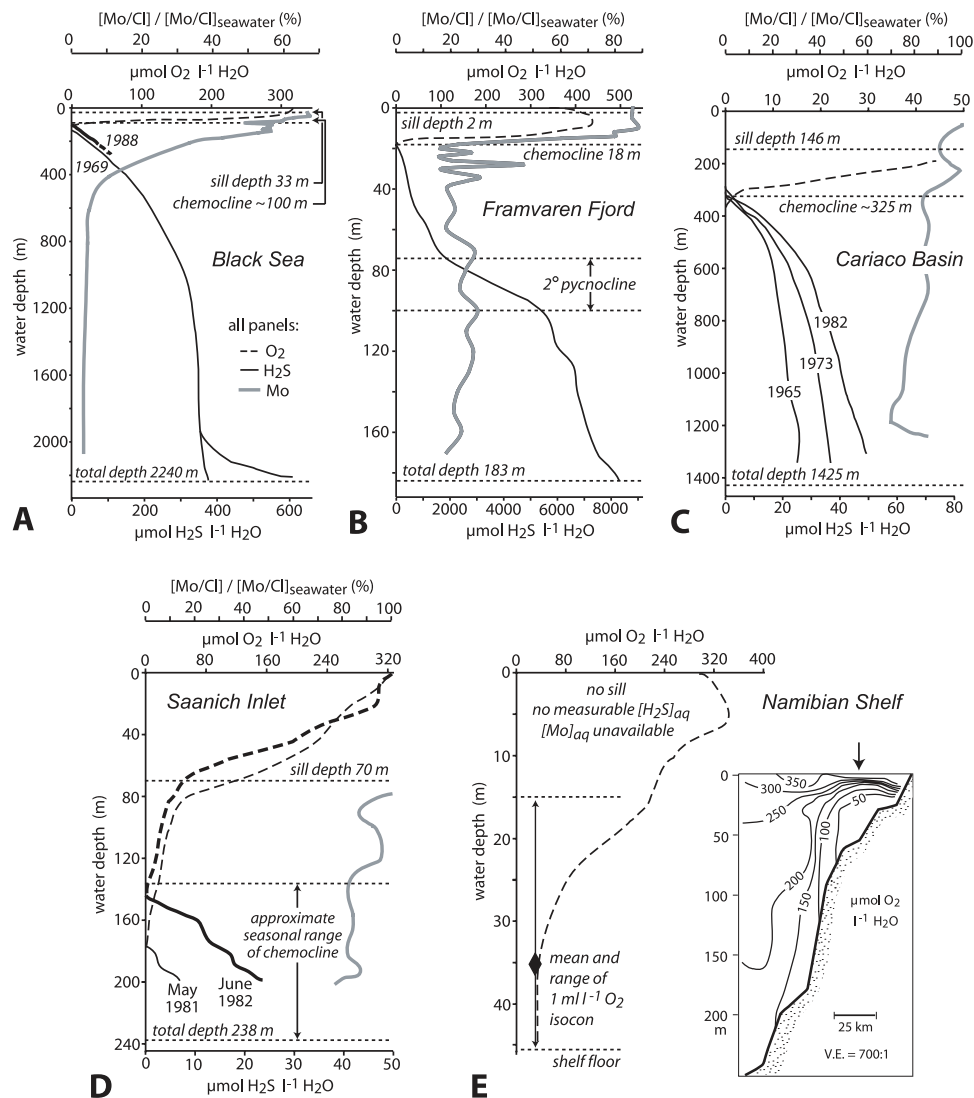 [Mo/Cl] / [Mo/Cl]seawater (%)
0 20 40 60
µmol O2 l-1 H2O
0 100 200 300
0
400
800
1200
1600
2000
water depth (m)
1988
1969
sill depth 33 m
chemocline ~100 m
Black Sea
all panels:
O2
H2S
Mo
total depth 2240 m
0 200 400 600
µmol H2S l-1 H2O
A
[Mo/Cl] / [Mo/Cl]seawater (%)
0 20 40 60 80
µmol O2 l-1 H2O
0 100 200 300 400 500
0
40
80
120
160
water depth (m)
sill depth 2 m
chemocline 18 m
Framvaren Fjord
2° pycnocline
total depth 183 m
0 2000 4000 6000 8000
µmol H2S l-1 H2O
B
[Mo/Cl] / [Mo/Cl]seawater (%)
0 20 40 60 80 100
µmol O2 l-1 H2O
0 10 20 30 40 50
0
200
400
600
800
1000
1200
1400
water depth (m)
sill depth 146 m
chemocline ~325 m
Cariaco Basin
1982
1973
1965
total depth 1425 m
0 20 40 60 80
µmol H2S l-1 H2O
C
[Mo/Cl] / [Mo/Cl]seawater (%)
0 20 40 60 80 100
µmol O2 l-1 H2O
0 80 160 240 320
0
40
80
120
160
200
240
water depth (m)
Saanich Inlet
sill depth 70 m
approximate
seasonal range
of chemocline
May
1981
June
1982
total depth 238 m
0 10 20 30 40 50
µmol H2S l-1 H2O
D
µmol O2 l-1 H2O
0 80 160 240 320 400
0
10
20
30
40
water depth (m)
no sill
no measurable [H2S]aq
[Mo]aq unavailable
mean and
range of
1 ml l-1 O2
isocon
shelf floor
E
Namibian Shelf
0
50
100
150
200
m
300
350
250
50
100
200
150
µmol O2
l-1 H2O
25 km
V.E. = 700:1